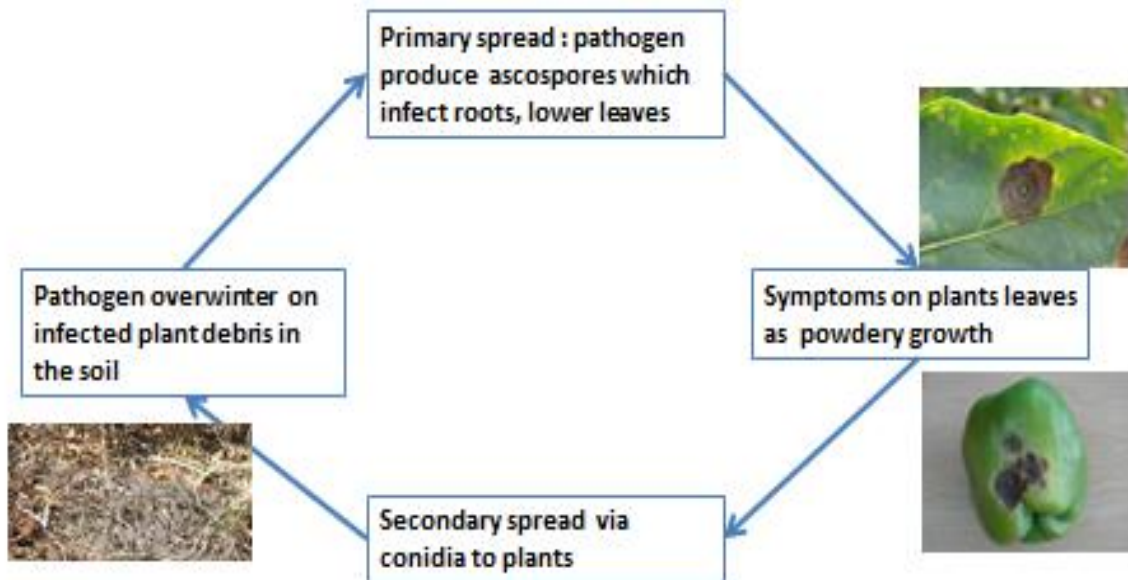 Primary spread : pathogen
produce ascospores which
infect roots, lower leaves
Pathogen overwinter on
infected plant debris in
the soil
Symptoms on plants leaves
as powdery growth
Secondary spread via
conidia to plants